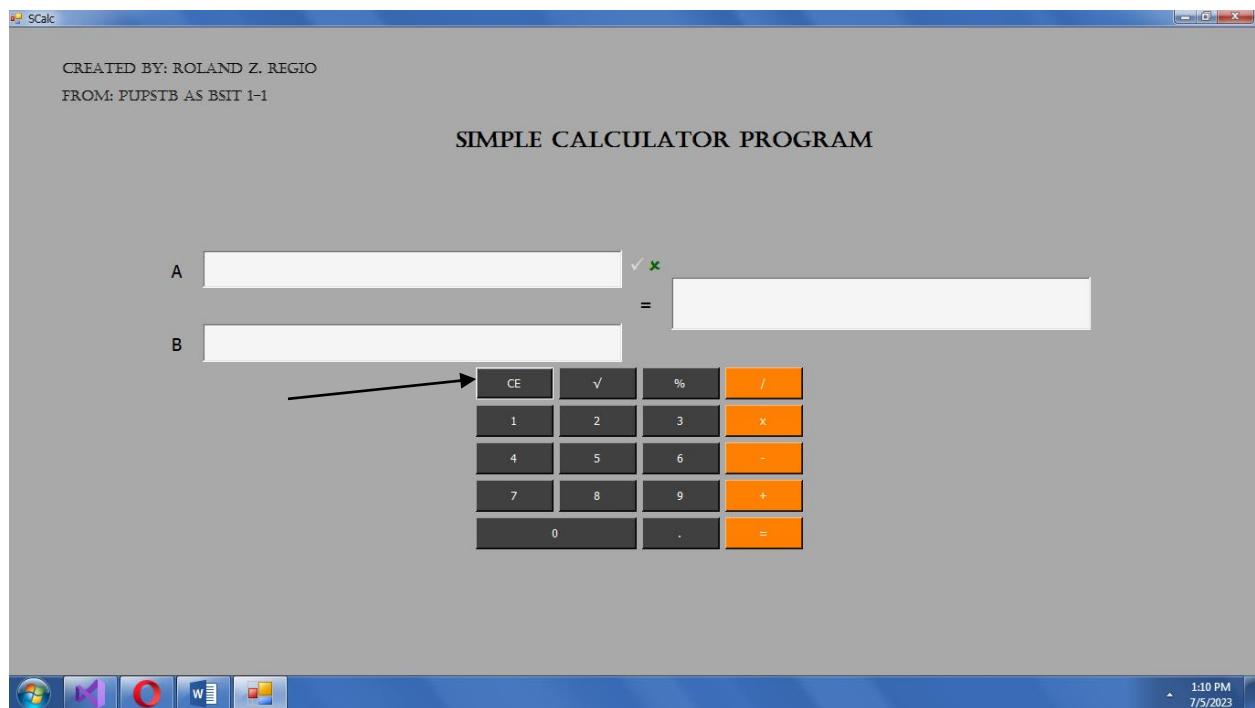 SCalc
CREATED BY: ROLAND Z. REGIO
FROM: PUPSTB AS BSIT 1-1
SIMPLE CALCULATOR PROGRAM
A
=
B
CE √ % /
1 2 3 x
4 5 6 -
7 8 9 +
0 . =
W
1:10 PM
7/5/2023